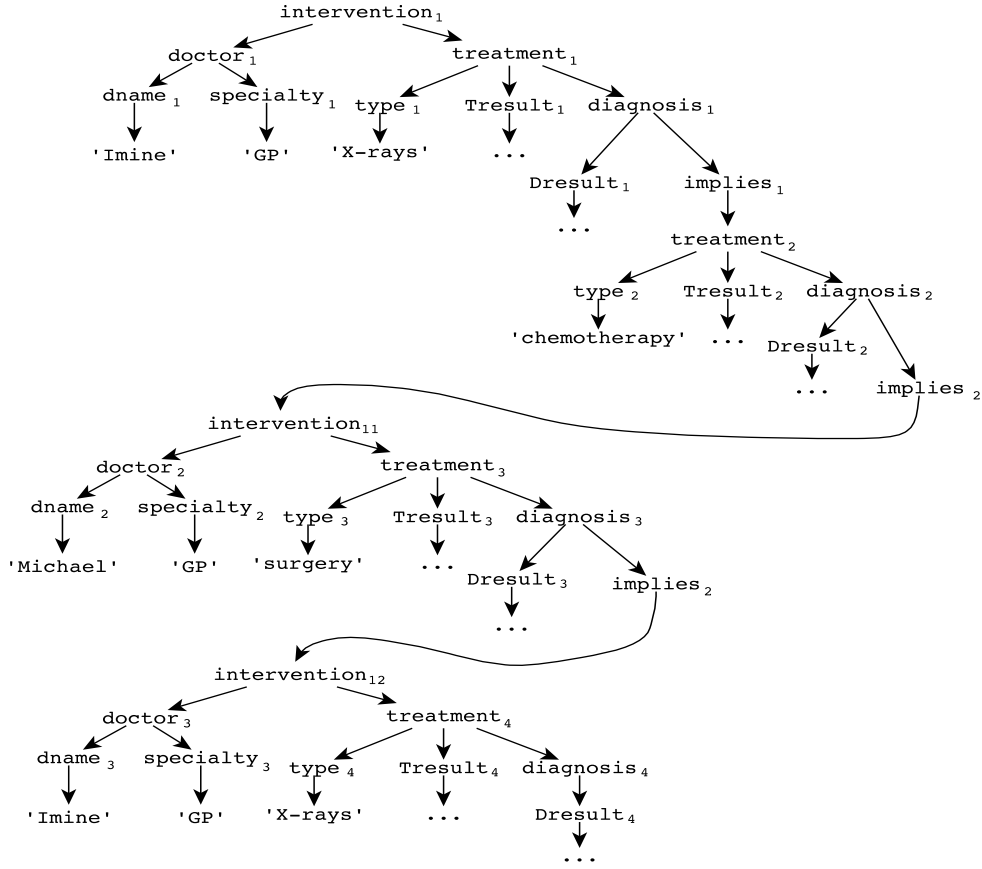 intervention1
doctor1 treatment1
dname1 specialty1 type1 Tresult1 diagnosis1
'Imine' 'GP' 'X-rays' ...
Dresult1 implies1
...
treatment2
type2 Tresult2 diagnosis2
'chemotherapy' ... Dresult2
... implies2
intervention11
doctor2 treatment3
dname2 specialty2 type3 Tresult3 diagnosis3
'Michael' 'GP' 'surgery' ...
Dresult3 implies2
...
intervention12
doctor3 treatment4
dname3 specialty3 type4 Tresult4 diagnosis4
'Imine' 'GP' 'X-rays' ... Dresult4
...